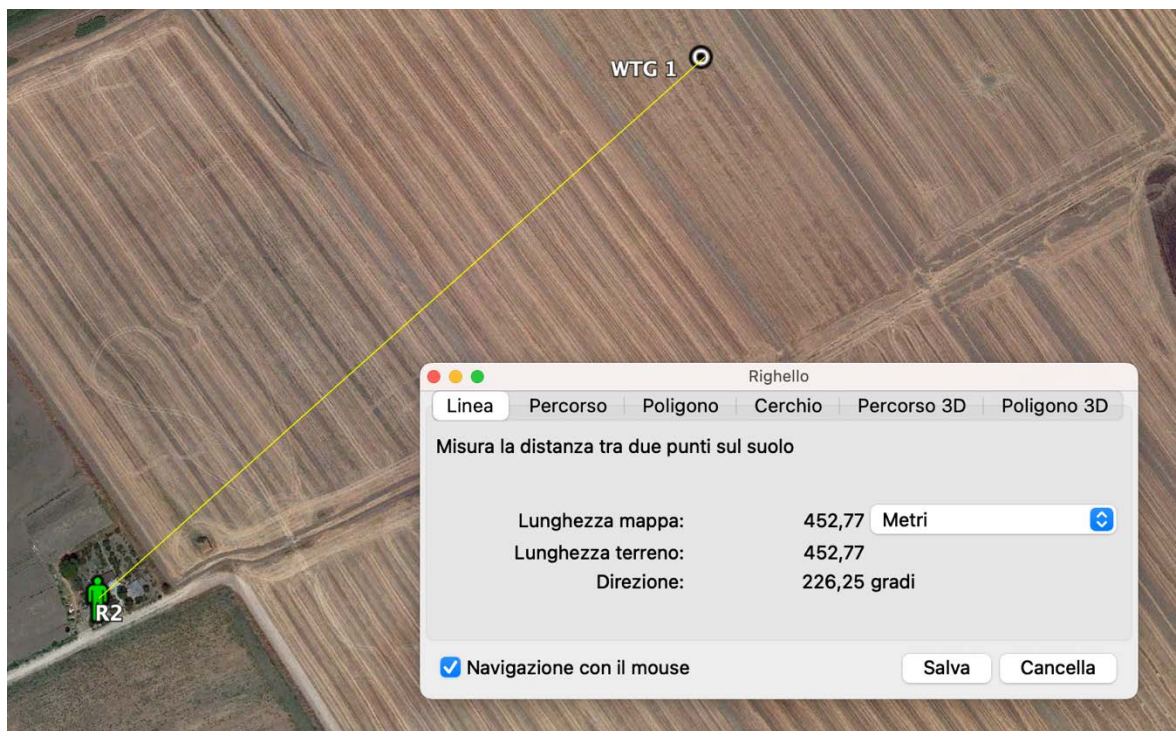 WTG 1
Righello
Linea Percorso Poligono Cerchio Percorso 3D Poligono 3D
Misura la distanza tra due punti sul suolo
Lunghezza mappa: 452,77 Metri
Lunghezza terreno: 452,77
Direzione: 226,25 gradi
R2
Navigazione con il mouse Salva Cancella